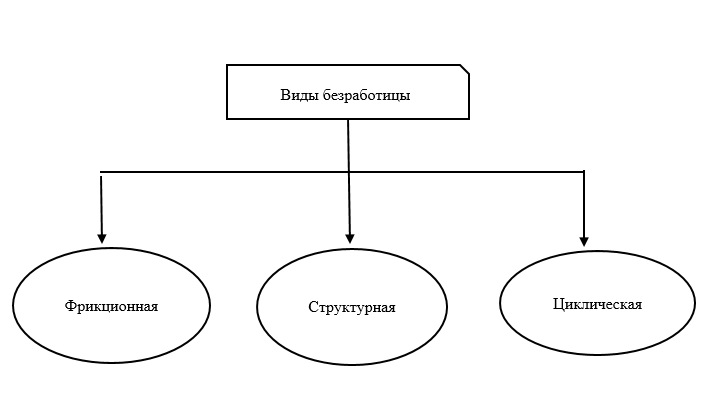 Виды безработицы
Фрикционная
Структурная
Циклическая